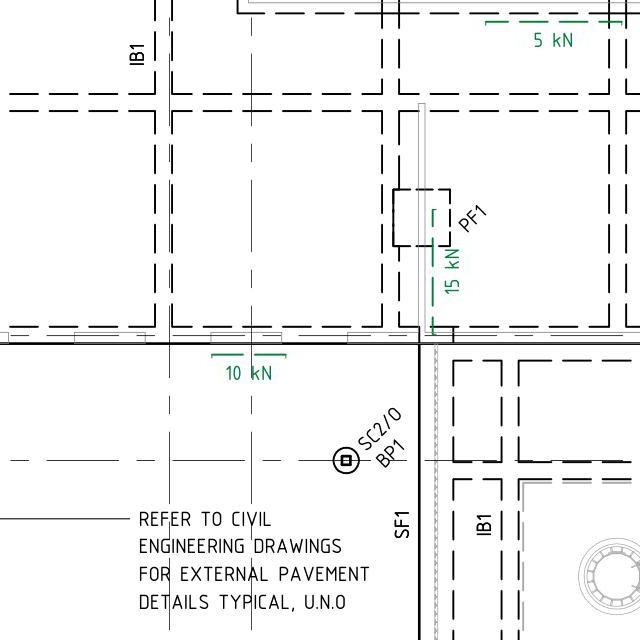 5 kN
IB1
PF1
15 kN
10 kN
SC2/0
BP1
SF1
IB1
REFER TO CIVIL
ENGINEERING DRAWINGS
FOR EXTERNAL PAVEMENT
DETAILS TYPICAL, U.N.O